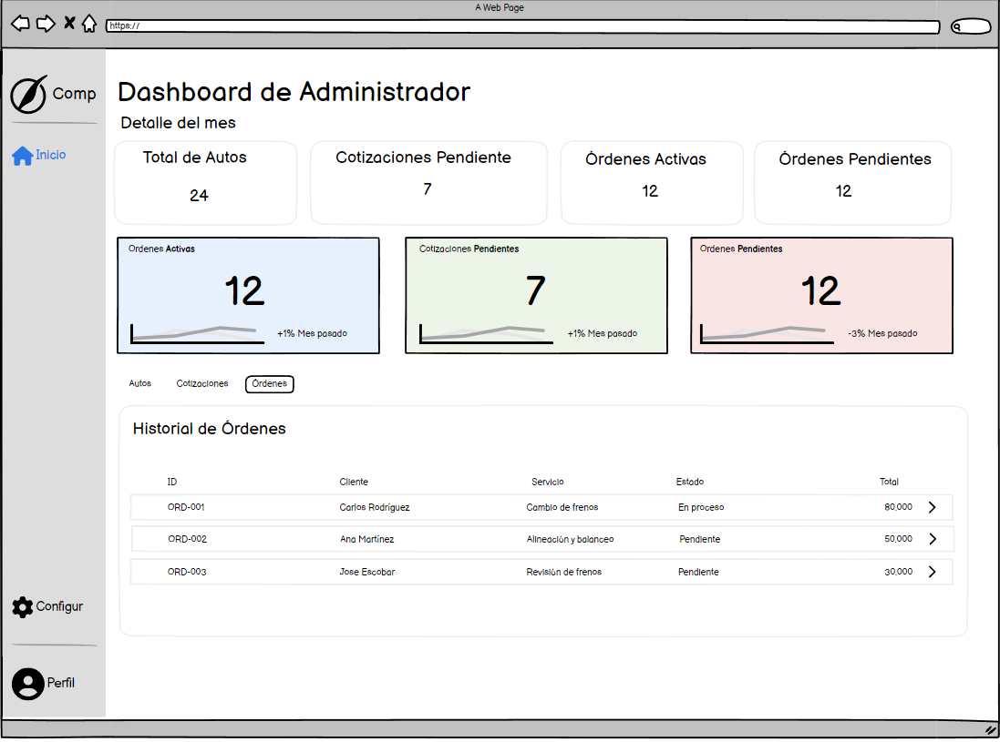 A Web Page
https://
Comp
Dashboard de Administrador
Detalle del mes
Inicio
Total de Autos
24
Cotizaciones Pendiente
7
Órdenes Activas
12
Órdenes Pendientes
12
Ordenes Activas
12
+1% Mes pasado
Cotizaciones Pendientes
7
+1% Mes pasado
Ordenes Pendientes
12
-3% Mes pasado
Autos Cotizaciones Órdenes
Historial de Órdenes
ID Cliente Servicio Estado Total
ORD-001 Carlos Rodríguez Cambio de frenos En proceso 80,000
ORD-002 Ana Martínez Alineación y balanceo Pendiente 50,000
ORD-003 Jose Escobar Revisión de frenos Pendiente 30,000
Configur
Perfil